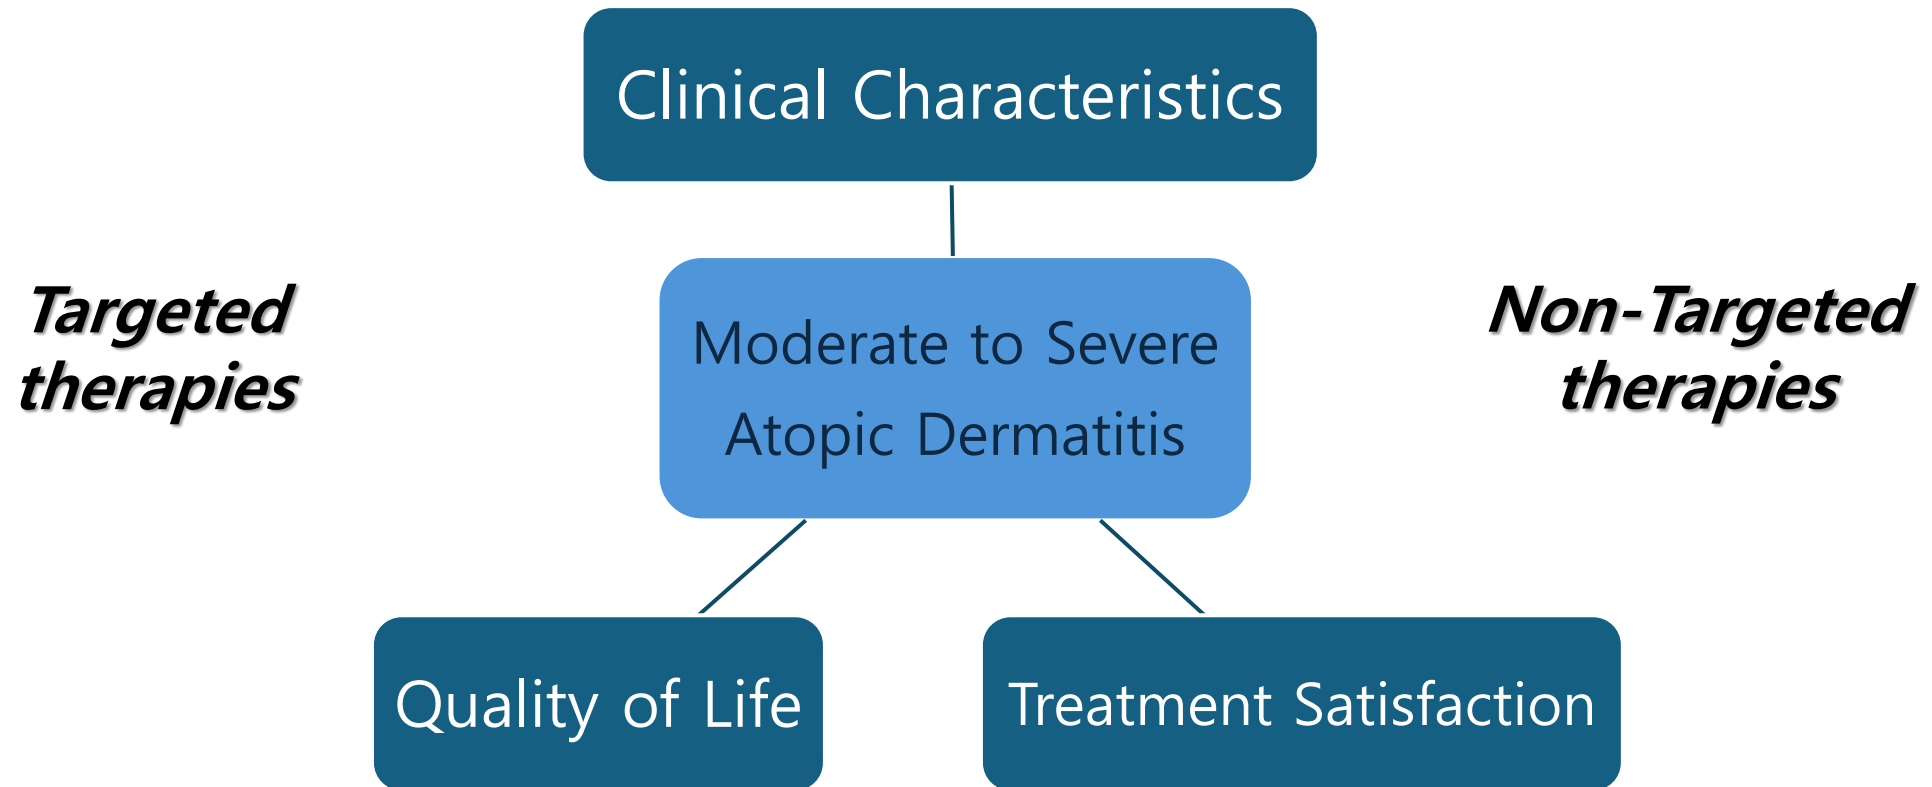 Clinical Characteristics
Targeted
therapies
Moderate to Severe
Atopic Dermatitis
Non-Targeted
therapies
Quality of Life
Treatment Satisfaction